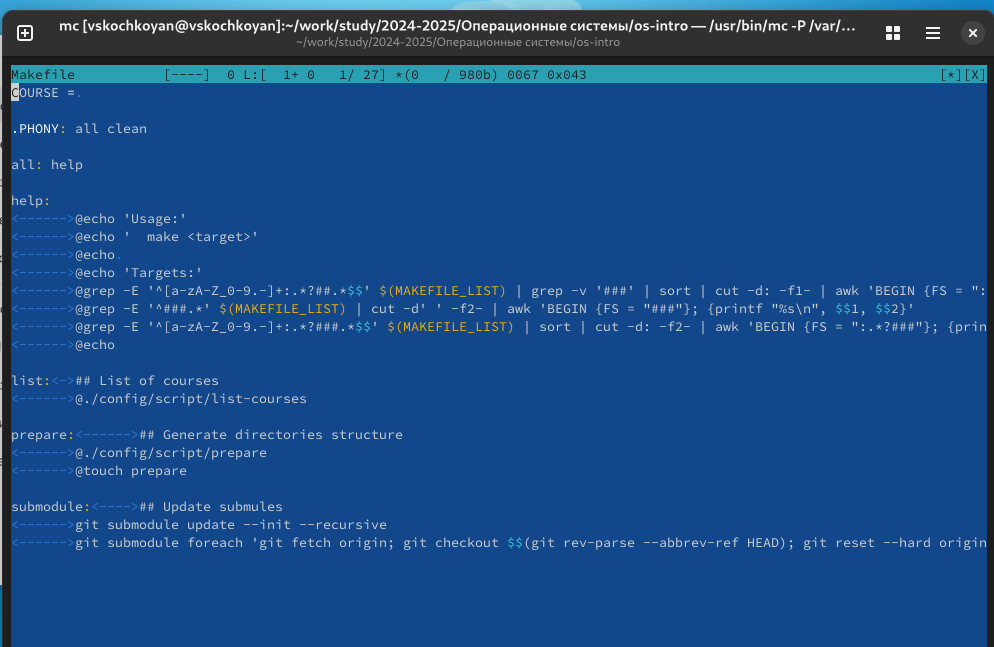 mc [vskochkoyan@vskochkoyan]:~/work/study/2024-2025/Операционные системы/os-intro — /usr/bin/mc -P /var/…
~/work/study/2024-2025/Операционные системы/os-intro
Makefile [----] 0 L:[ 1+ 0 1/ 27] *(0 / 980b) 0067 0x043 [*][X]
COURSE =.
.PHONY: all clean
all: help
help:
<------>@echo 'Usage:'
<------>@echo '  make <target>'
<------>@echo.
<------>@echo 'Targets:'
<------>@grep -E '^[a-zA-Z_0-9.-]+:.*?##.*$$' $(MAKEFILE_LIST) | grep -v '###' | sort | cut -d: -f1- | awk 'BEGIN {FS = ":
<------>@grep -E '^###.*' $(MAKEFILE_LIST) | cut -d' ' -f2- | awk 'BEGIN {FS = "###"}; {printf "%s\n", $$1, $$2}'
<------>@grep -E '^[a-zA-Z_0-9.-]+:.*?###.*$$' $(MAKEFILE_LIST) | sort | cut -d: -f2- | awk 'BEGIN {FS = ":.*?###"}; {prin
<------>@echo
list:<->## List of courses
<------>@./config/script/list-courses
prepare:<------>## Generate directories structure
<------>@./config/script/prepare
<------>@touch prepare
submodule:<---->## Update submules
<------>git submodule update --init --recursive
<------>git submodule foreach 'git fetch origin; git checkout $$(git rev-parse --abbrev-ref HEAD); git reset --hard origin